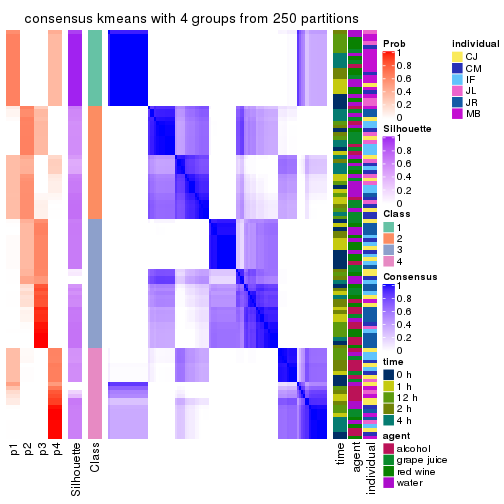 consensus kmeans with 4 groups from 250 partitions
Prob
1
0.8
0.6
0.4
0.2
0
Silhouette
1
0.8
0.6
0.4
0.2
0
Class
1
2
3
4
Consensus
1
0.8
0.6
0.4
0.2
0
time
0 h
1 h
12 h
2 h
4 h
agent
alcohol
grape juice
red wine
water
individual
CJ
CM
IF
JL
JR
MB
p1
p2
p3
p4
Silhouette
Class
time
agent
individual